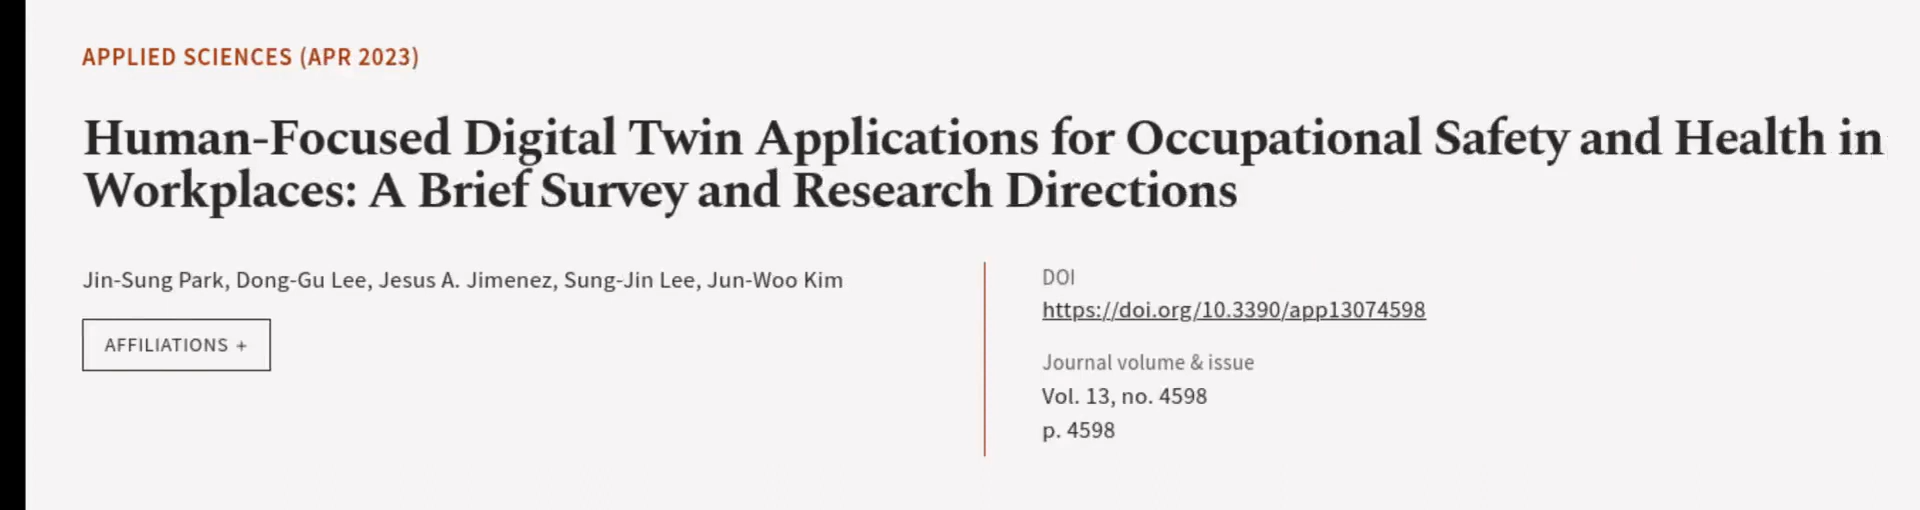 APPLIED SCIENCES (APR 2023)
Human-Focused Digital Twin Applications for Occupational Safety and Health in
Workplaces: A Brief Survey and Research Directions
Jin-Sung Park, Dong-Gu Lee, Jesus A. Jimenez, Sung-Jin Lee, Jun-Woo Kim
AFFILIATIONS +
DOI
https://doi.org/10.3390/app13074598
Journal volume & issue
Vol. 13, no. 4598
p. 4598